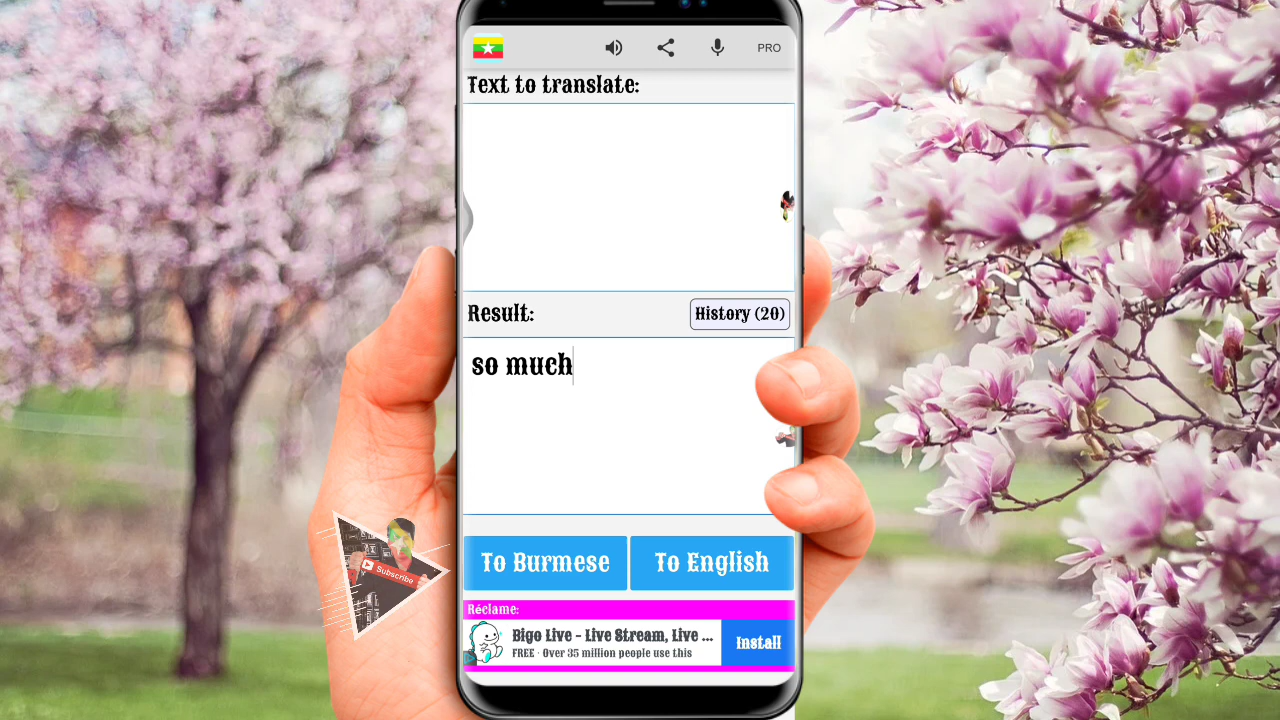 PRO
Text to translate:
Result:
History (20)
so much
To Burmese
To English
Réclame:
Bigo Live - Live Stream, Live ...
FREE · Over 35 million people use this
Install
Subscribe